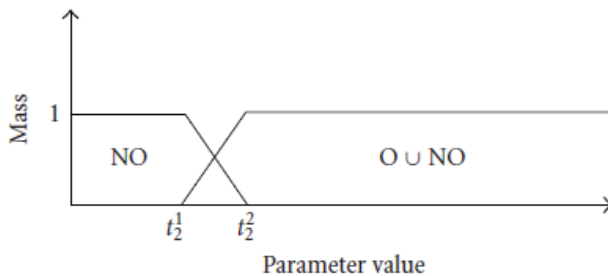 Mass
1
NO
O ∪ NO
t₂¹
t₂²
Parameter value